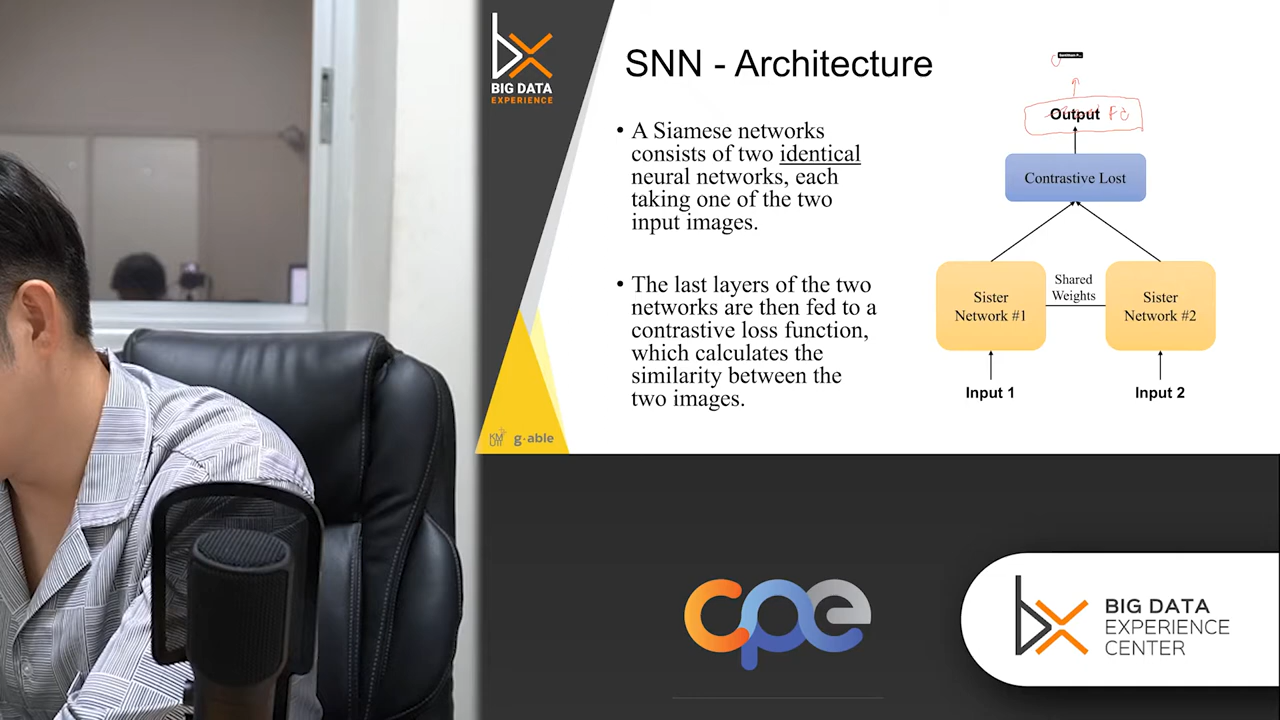 BIG DATA
EXPERIENCE
SNN - Architecture
• A Siamese networks
consists of two identical
neural networks, each
taking one of the two
input images.
• The last layers of the two
networks are then fed to a
contrastive loss function,
which calculates the
similarity between the
two images.
Output FC
Contrastive Lost
Shared
Weights
Sister
Network #1
Sister
Network #2
Input 1
Input 2
g·able
cpe
bx
BIG DATA
EXPERIENCE
CENTER